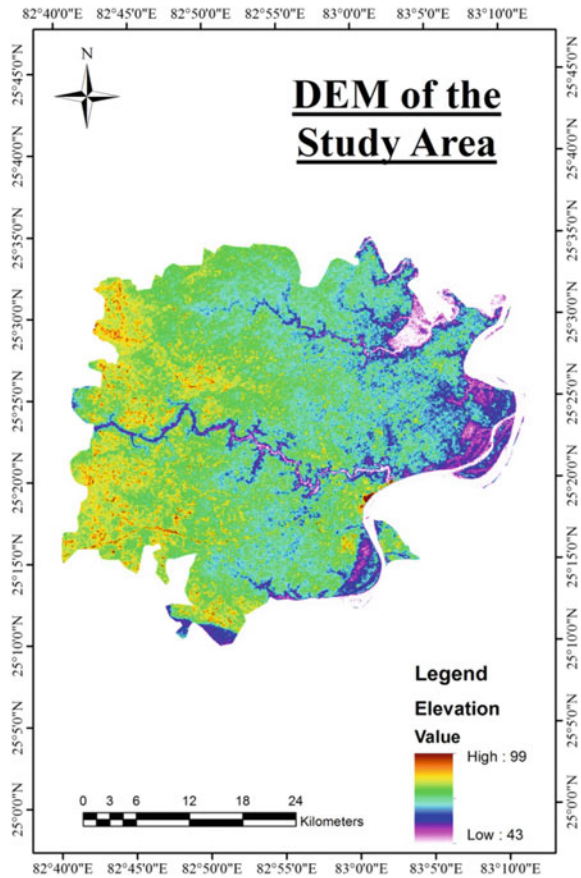 82°40'0"E 82°45'0"E 82°50'0"E 82°55'0"E 83°0'0"E 83°5'0"E 83°10'0"E
N
DEM of the
Study Area
25°45'0"N
25°40'0"N
25°35'0"N
25°30'0"N
25°25'0"N
25°20'0"N
25°15'0"N
25°10'0"N
25°5'0"N
25°0'0"N
25°45'0"N
25°40'0"N
25°35'0"N
25°30'0"N
25°25'0"N
25°20'0"N
25°15'0"N
25°10'0"N
25°5'0"N
25°0'0"N
Legend
Elevation
Value
High : 99
Low : 43
0 3 6 12 18 24
Kilometers
82°40'0"E 82°45'0"E 82°50'0"E 82°55'0"E 83°0'0"E 83°5'0"E 83°10'0"E